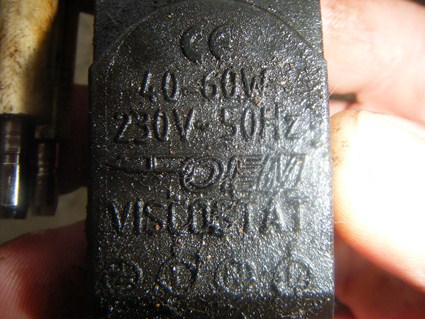 CE
40-60W
230V~50Hz
OEM
VISCOSTAT